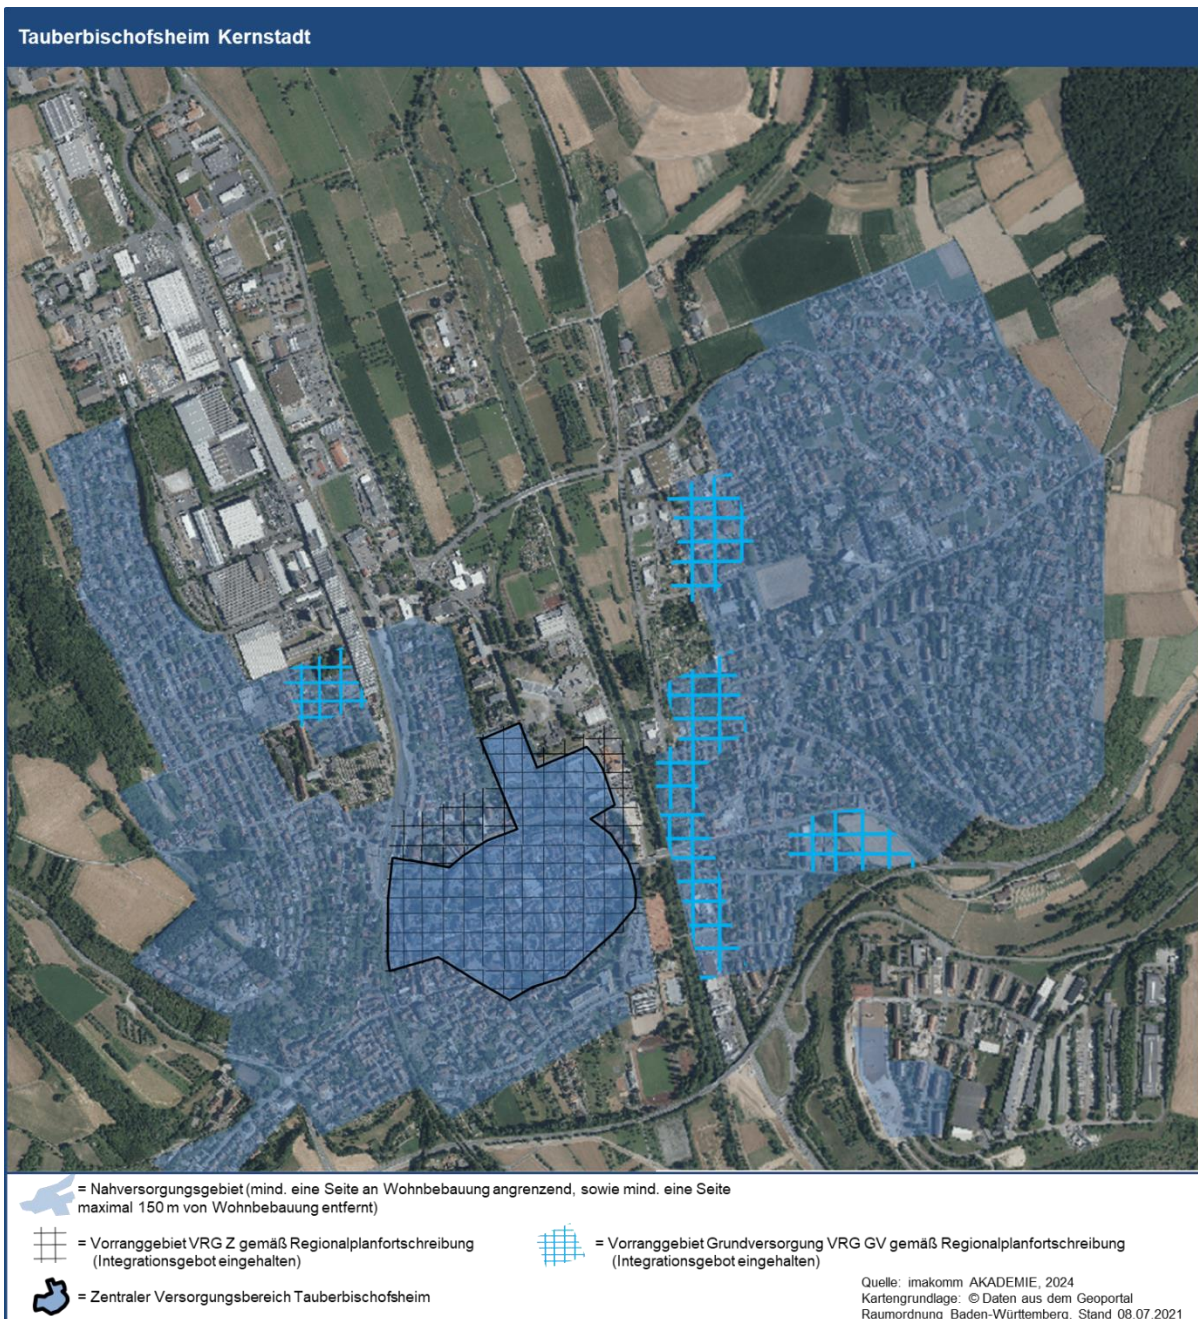 Tauberbischofsheim Kernstadt
= Nahversorgungsgebiet (mind. eine Seite an Wohnbebauung angrenzend, sowie mind. eine Seite
maximal 150 m von Wohnbebauung entfernt)
= Vorranggebiet VRG Z gemäß Regionalplanfortschreibung
(Integrationsgebot eingehalten)
= Vorranggebiet Grundversorgung VRG GV gemäß Regionalplanfortschreibung
(Integrationsgebot eingehalten)
= Zentraler Versorgungsbereich Tauberbischofsheim
Quelle: imakomm AKADEMIE, 2024
Kartengrundlage: © Daten aus dem Geoportal
Raumordnung Baden-Württemberg, Stand 08.07.2021